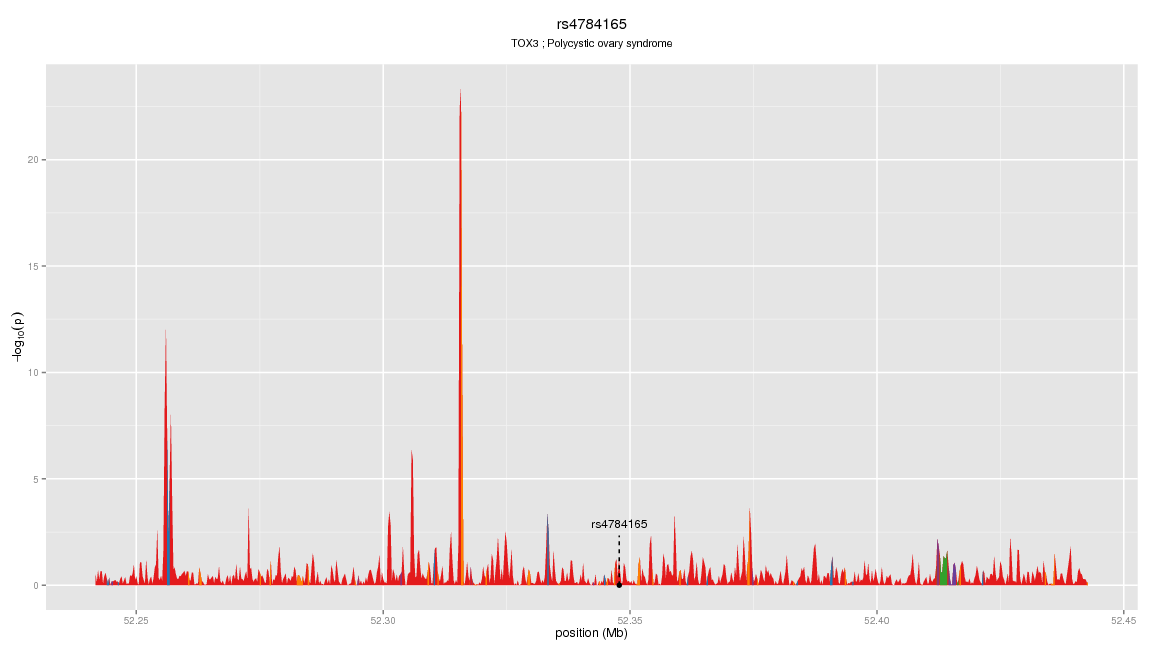 rs4784165
TOX3 ; Polycystic ovary syndrome
−log10(p)
20
15
10
5
0
rs4784165
52.25 52.30 52.35 52.40 52.45
position (Mb)